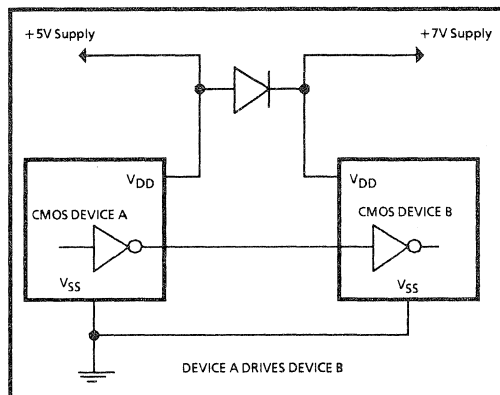 +5V Supply
+7V Supply
VDD
VDD
CMOS DEVICE A
CMOS DEVICE B
VSS
VSS
DEVICE A DRIVES DEVICE B